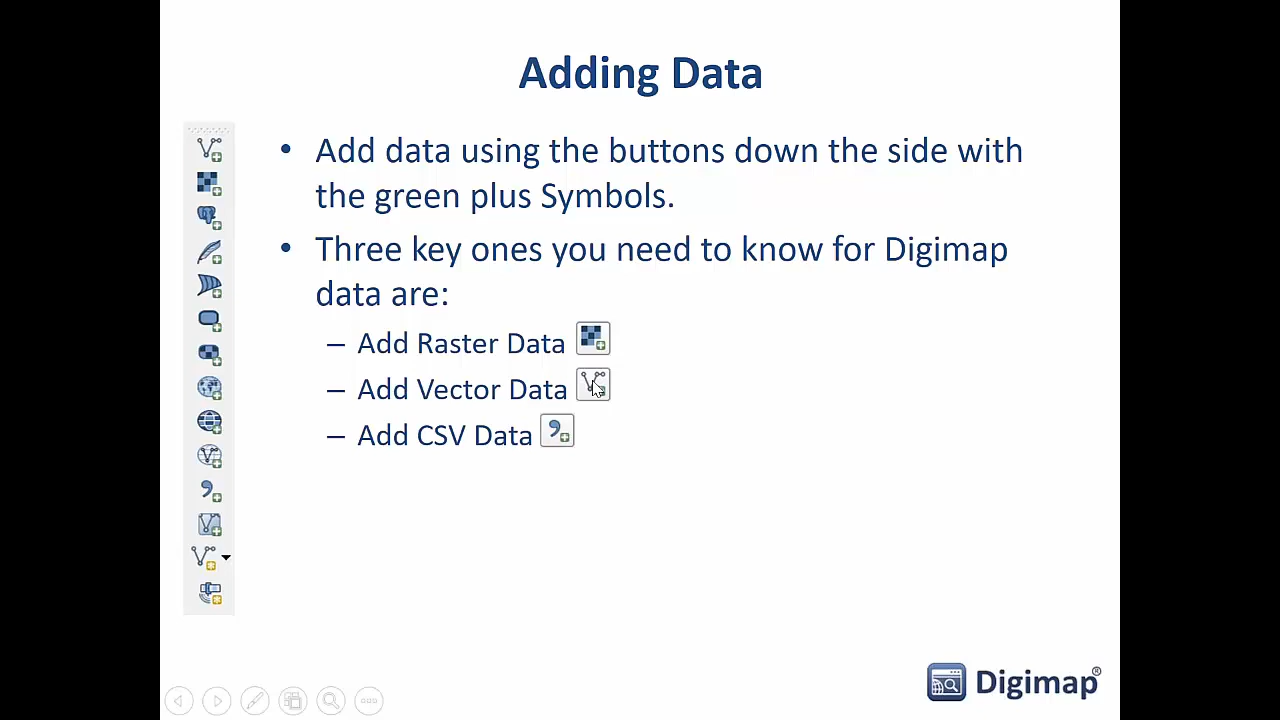 Adding Data
• Add data using the buttons down the side with
the green plus Symbols.
• Three key ones you need to know for Digimap
data are:
– Add Raster Data
– Add Vector Data
– Add CSV Data
Digimap®